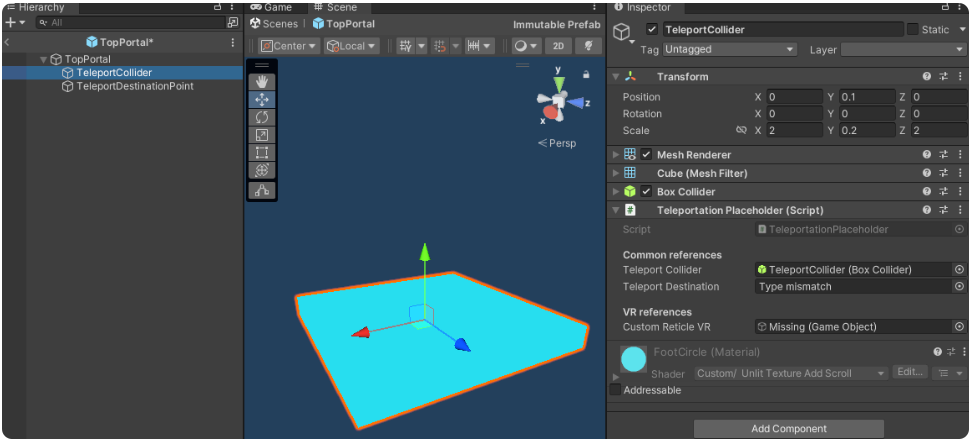 Hierarchy
All
TopPortal*
TopPortal
TeleportCollider
TeleportDestinationPoint
Game
Scene
Scenes
TopPortal
Immutable Prefab
Center
Local
2D
y
z
x
Persp
Inspector
TeleportCollider
Static
Tag Untagged
Layer
Transform
Position X 0 Y 0.1 Z 0
Rotation X 0 Y 0 Z 0
Scale X 2 Y 0.2 Z 2
Mesh Renderer
Cube (Mesh Filter)
Box Collider
Teleportation Placeholder (Script)
Script TeleportationPlaceholder
Common references
Teleport Collider TeleportCollider (Box Collider)
Teleport Destination Type mismatch
VR references
Custom Reticle VR Missing (Game Object)
FootCircle (Material)
Shader Custom/ Unlit Texture Add Scroll Edit...
Addressable
Add Component